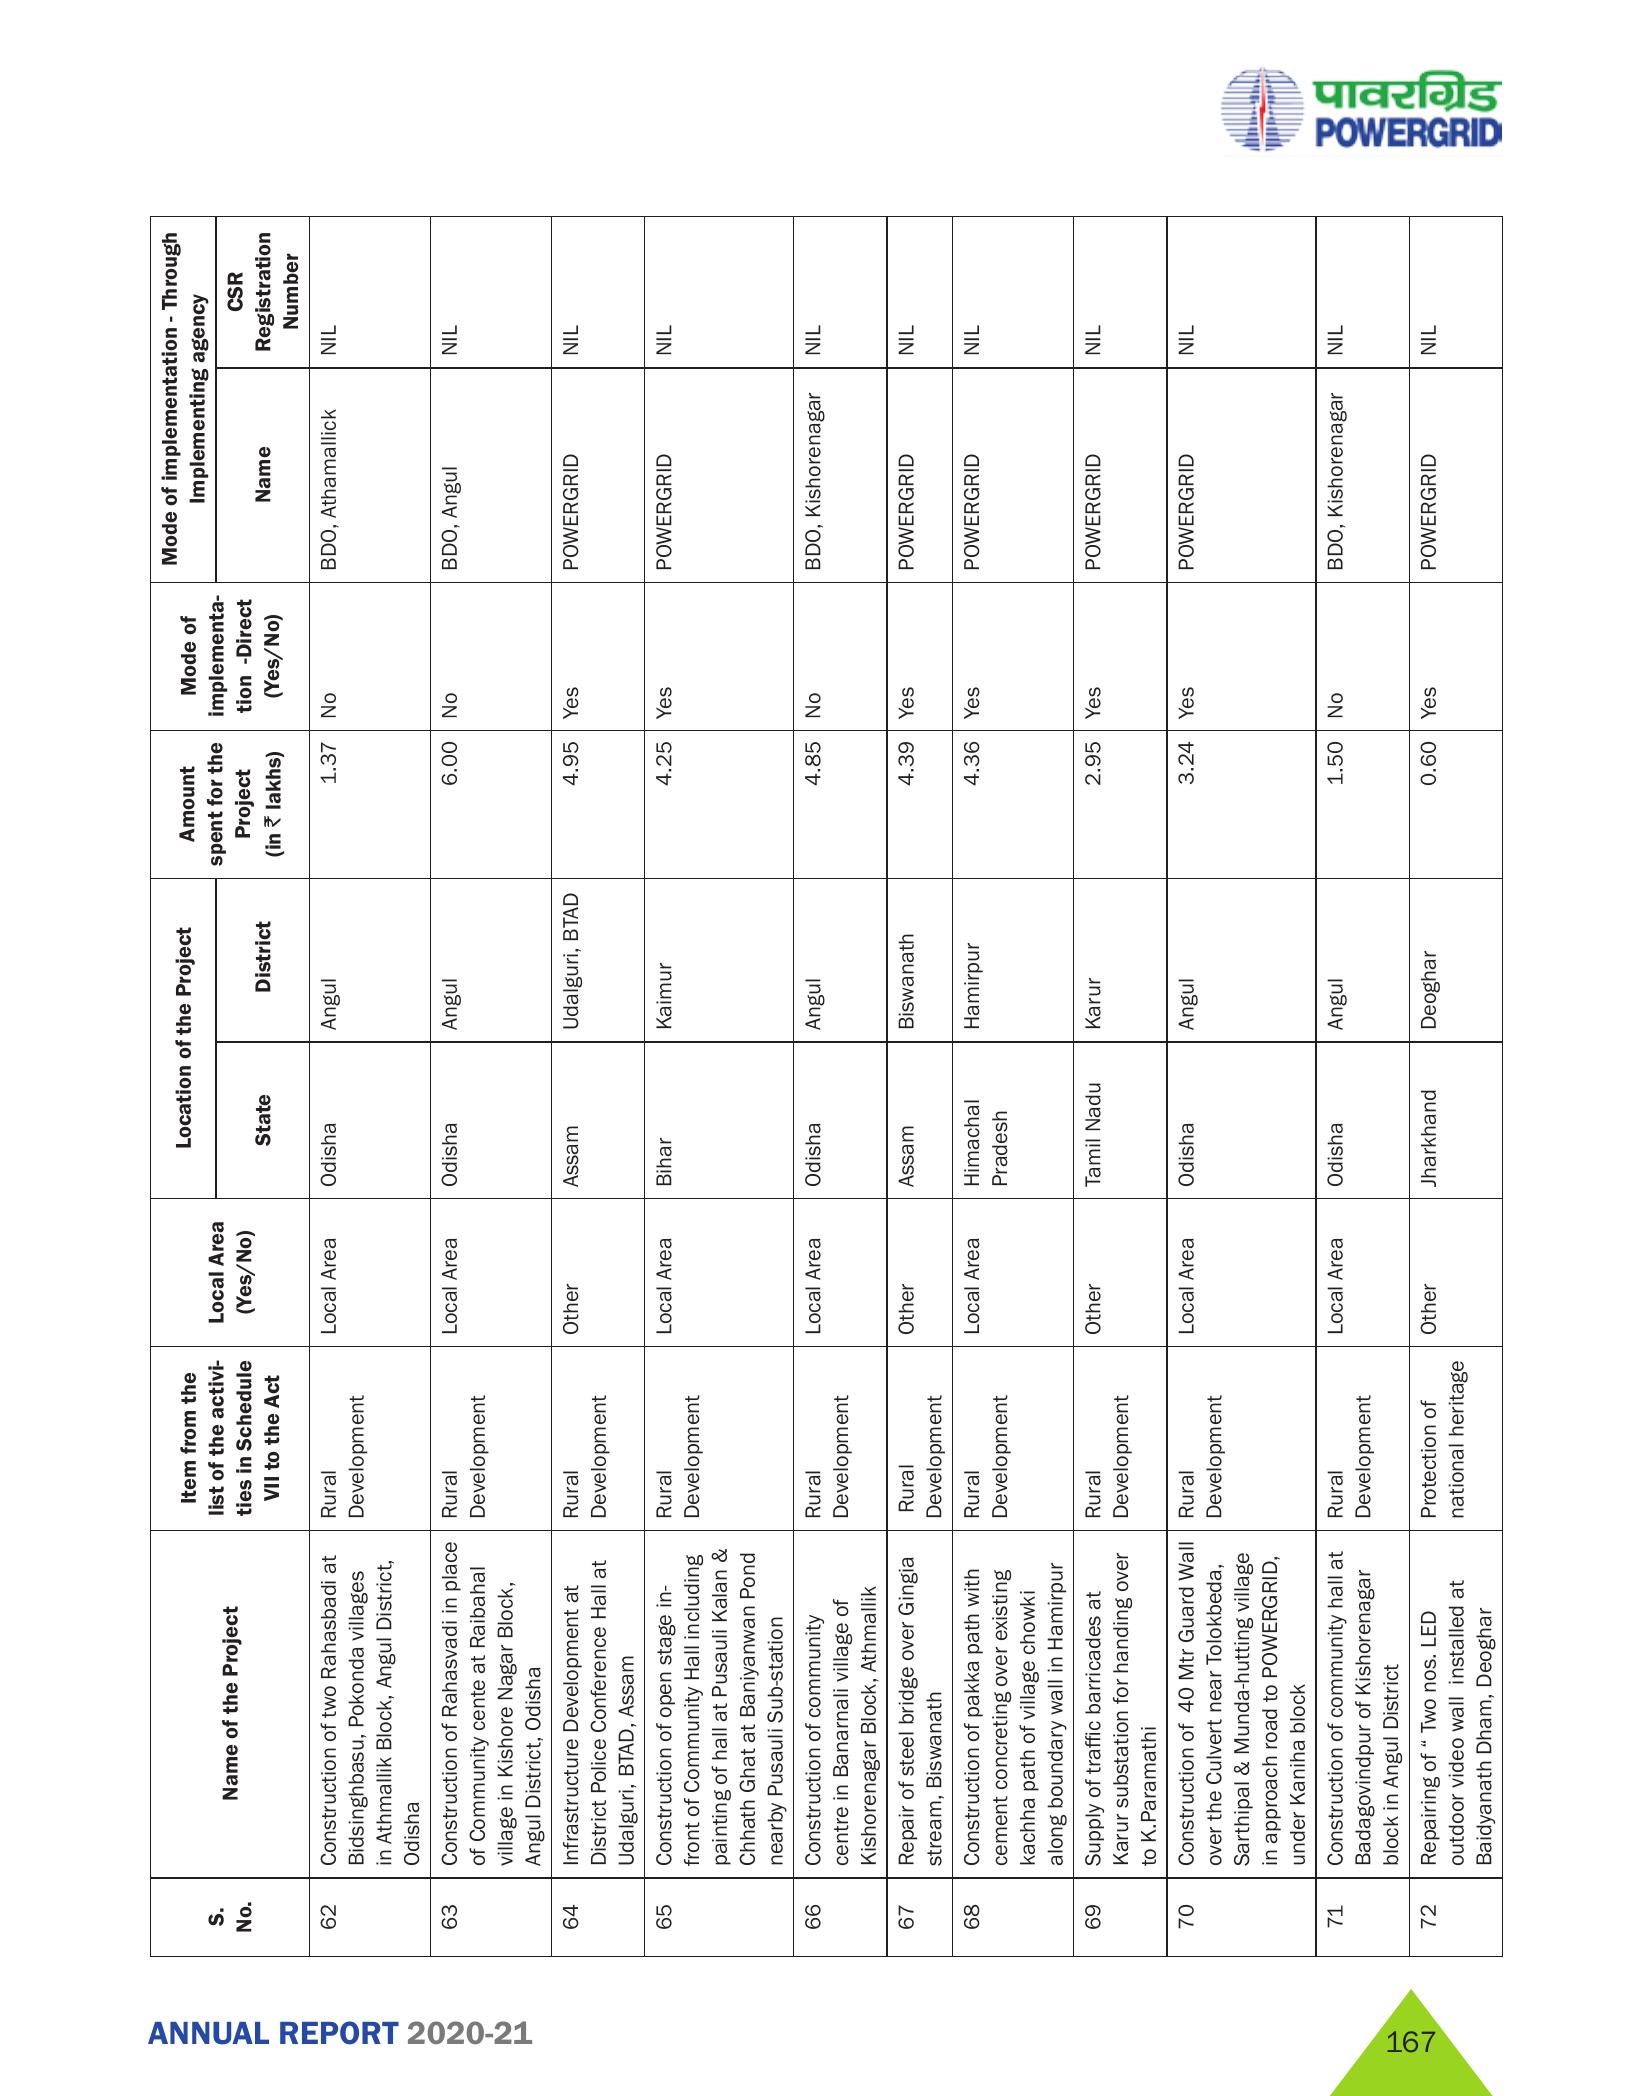 पावरग्रिड
POWERGRID
S.
No.
Name of the Project
Item from the
list of the activi-
ties in Schedule
VII to the Act
Local Area
(Yes/No)
Location of the Project
State
District
Amount
spent for the
Project
(in ₹ lakhs)
Mode of
implementa-
tion -Direct
(Yes/No)
Mode of implementation - Through
Implementing agency
Name
CSR
Registration
Number
62
Construction of two Rahasbadi at
Bidsinghbasu, Pokonda villages
in Athmallik Block, Angul District,
Odisha
Rural
Development
Local Area
Odisha
Angul
1.37
No
BDO, Athamallick
NIL
63
Construction of Rahasvadi in place
of Community cente at Raibahal
village in Kishore Nagar Block,
Angul District, Odisha
Rural
Development
Local Area
Odisha
Angul
6.00
No
BDO, Angul
NIL
64
Infrastructure Development at
District Police Conference Hall at
Udalguri, BTAD, Assam
Rural
Development
Other
Assam
Udalguri, BTAD
4.95
Yes
POWERGRID
NIL
65
Construction of open stage in-
front of Community Hall including
painting of hall at Pusauli Kalan &
Chhath Ghat at Baniyanwan Pond
nearby Pusauli Sub-station
Rural
Development
Local Area
Bihar
Kaimur
4.25
Yes
POWERGRID
NIL
66
Construction of community
centre in Banarnali village of
Kishorenagar Block, Athmallik
Rural
Development
Local Area
Odisha
Angul
4.85
No
BDO, Kishorenagar
NIL
67
Repair of steel bridge over Gingia
stream, Biswanath
Rural
Development
Other
Assam
Biswanath
4.39
Yes
POWERGRID
NIL
68
Construction of pakka path with
cement concreting over existing
kachha path of village chowki
along boundary wall in Hamirpur
Rural
Development
Local Area
Himachal
Pradesh
Hamirpur
4.36
Yes
POWERGRID
NIL
69
Supply of traffic barricades at
Karur substation for handing over
to K.Paramathi
Rural
Development
Other
Tamil Nadu
Karur
2.95
Yes
POWERGRID
NIL
70
Construction of 40 Mtr Guard Wall
over the Culvert near Tolokbeda,
Sarthipal & Munda-hutting village
in approach road to POWERGRID,
under Kaniha block
Rural
Development
Local Area
Odisha
Angul
3.24
Yes
POWERGRID
NIL
71
Construction of community hall at
Badagovindpur of Kishorenagar
block in Angul District
Rural
Development
Local Area
Odisha
Angul
1.50
No
BDO, Kishorenagar
NIL
72
Repairing of “ Two nos. LED
outdoor video wall installed at
Baidyanath Dham, Deoghar
Protection of
national heritage
Other
Jharkhand
Deoghar
0.60
Yes
POWERGRID
NIL
ANNUAL REPORT 2020-21
167